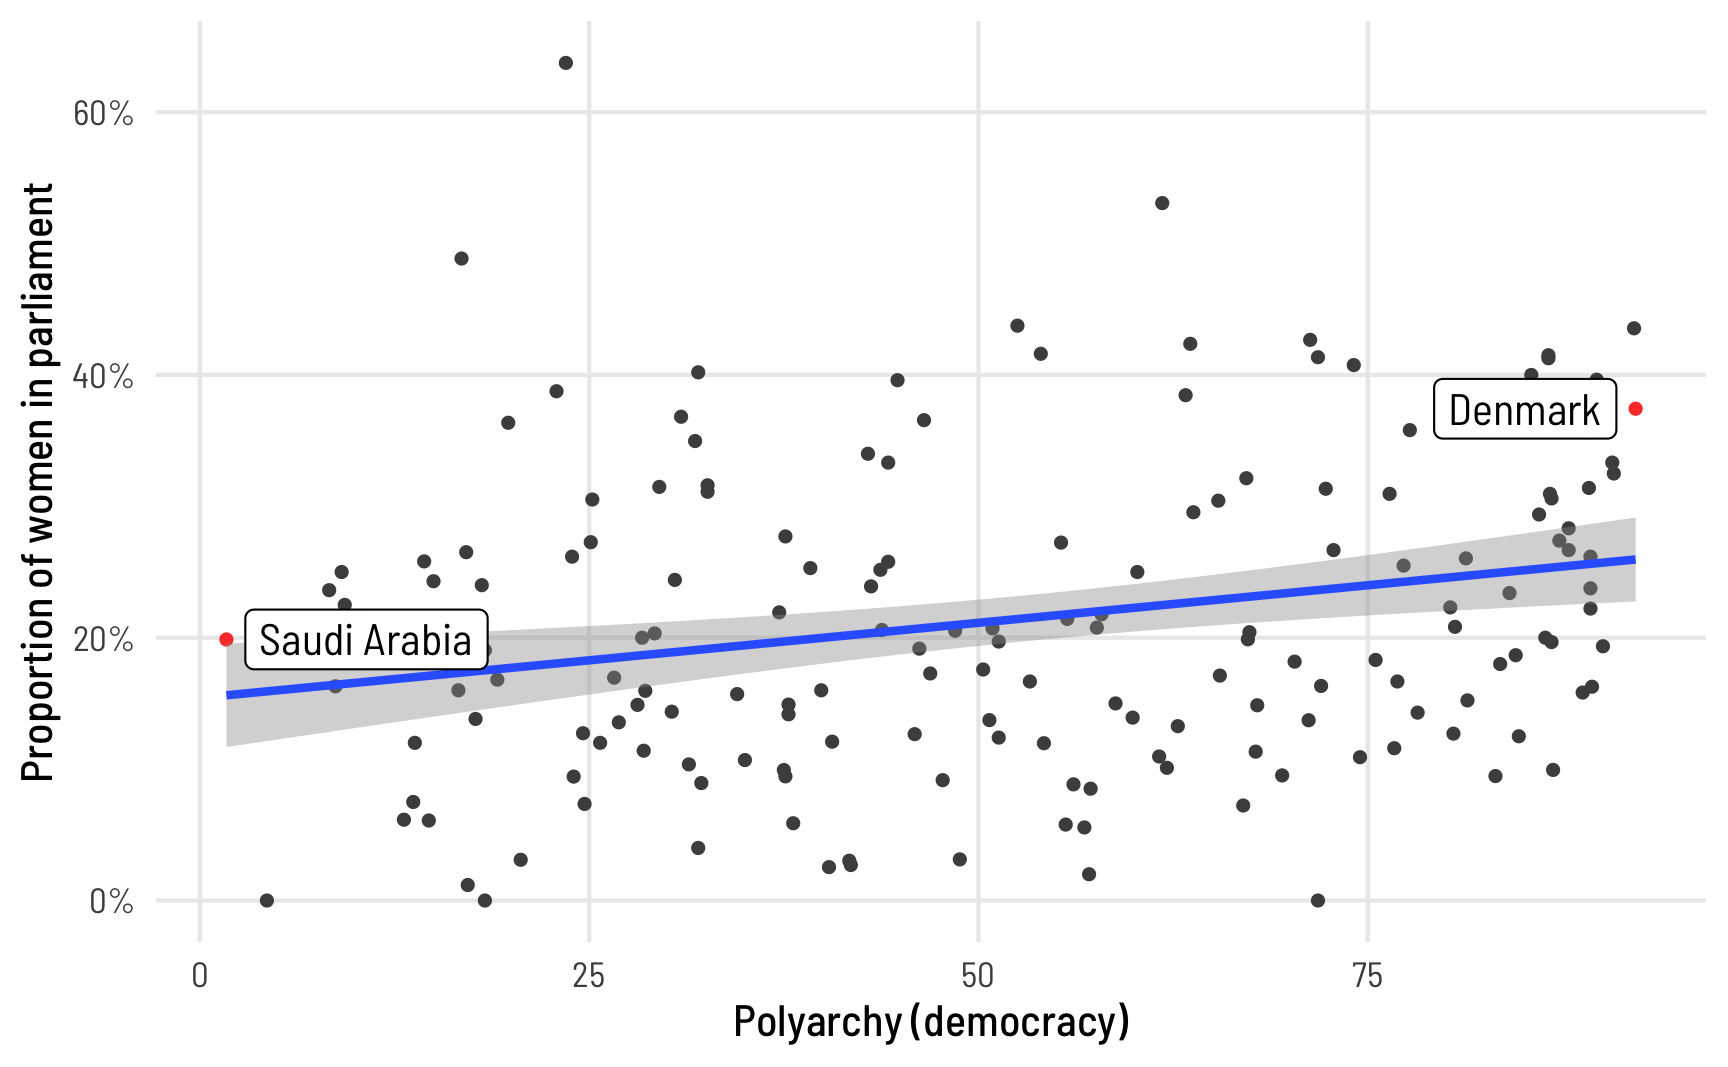 Proportion of women in parliament
60%
40%
20%
0%
Denmark
Saudi Arabia
0
25
50
75
Polyarchy (democracy)